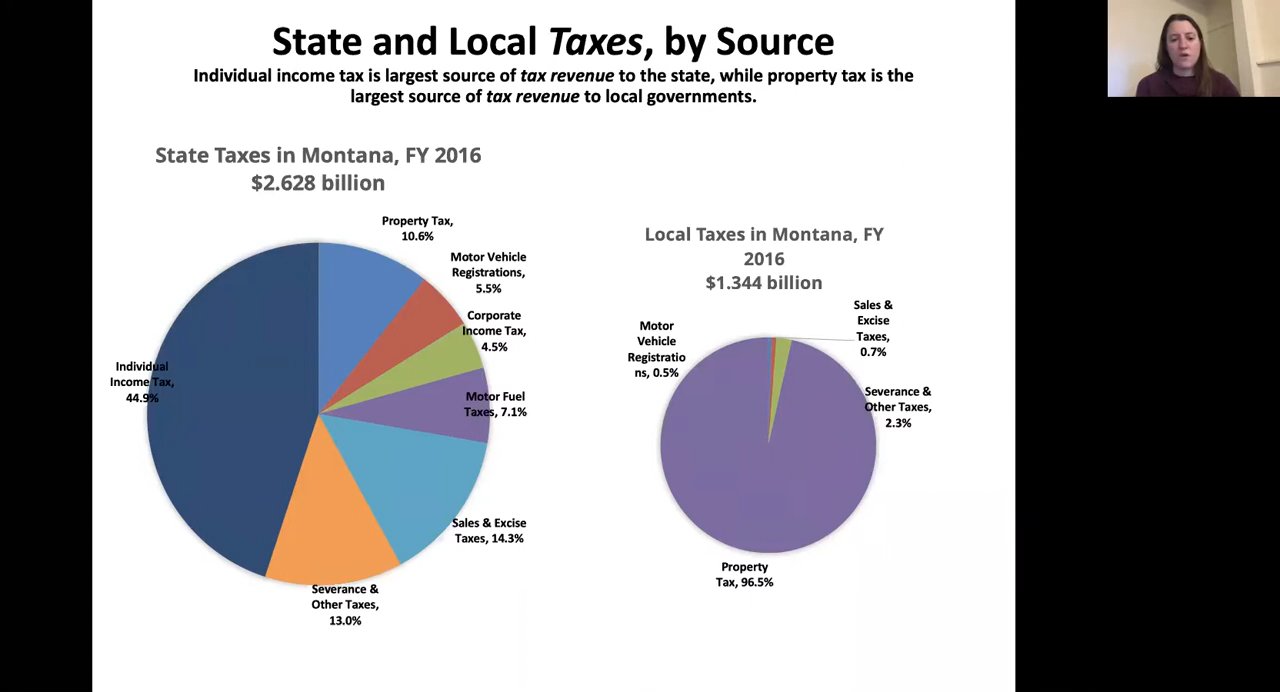 State and Local Taxes, by Source
Individual income tax is largest source of tax revenue to the state, while property tax is the
largest source of tax revenue to local governments.
State Taxes in Montana, FY 2016
$2.628 billion
Property Tax,
10.6%
Motor Vehicle
Registrations,
5.5%
Corporate
Income Tax,
4.5%
Motor Fuel
Taxes, 7.1%
Sales & Excise
Taxes, 14.3%
Severance &
Other Taxes,
13.0%
Individual
Income Tax,
44.9%
Local Taxes in Montana, FY
2016
$1.344 billion
Motor
Vehicle
Registratio
ns, 0.5%
Sales &
Excise
Taxes,
0.7%
Severance &
Other Taxes,
2.3%
Property
Tax, 96.5%